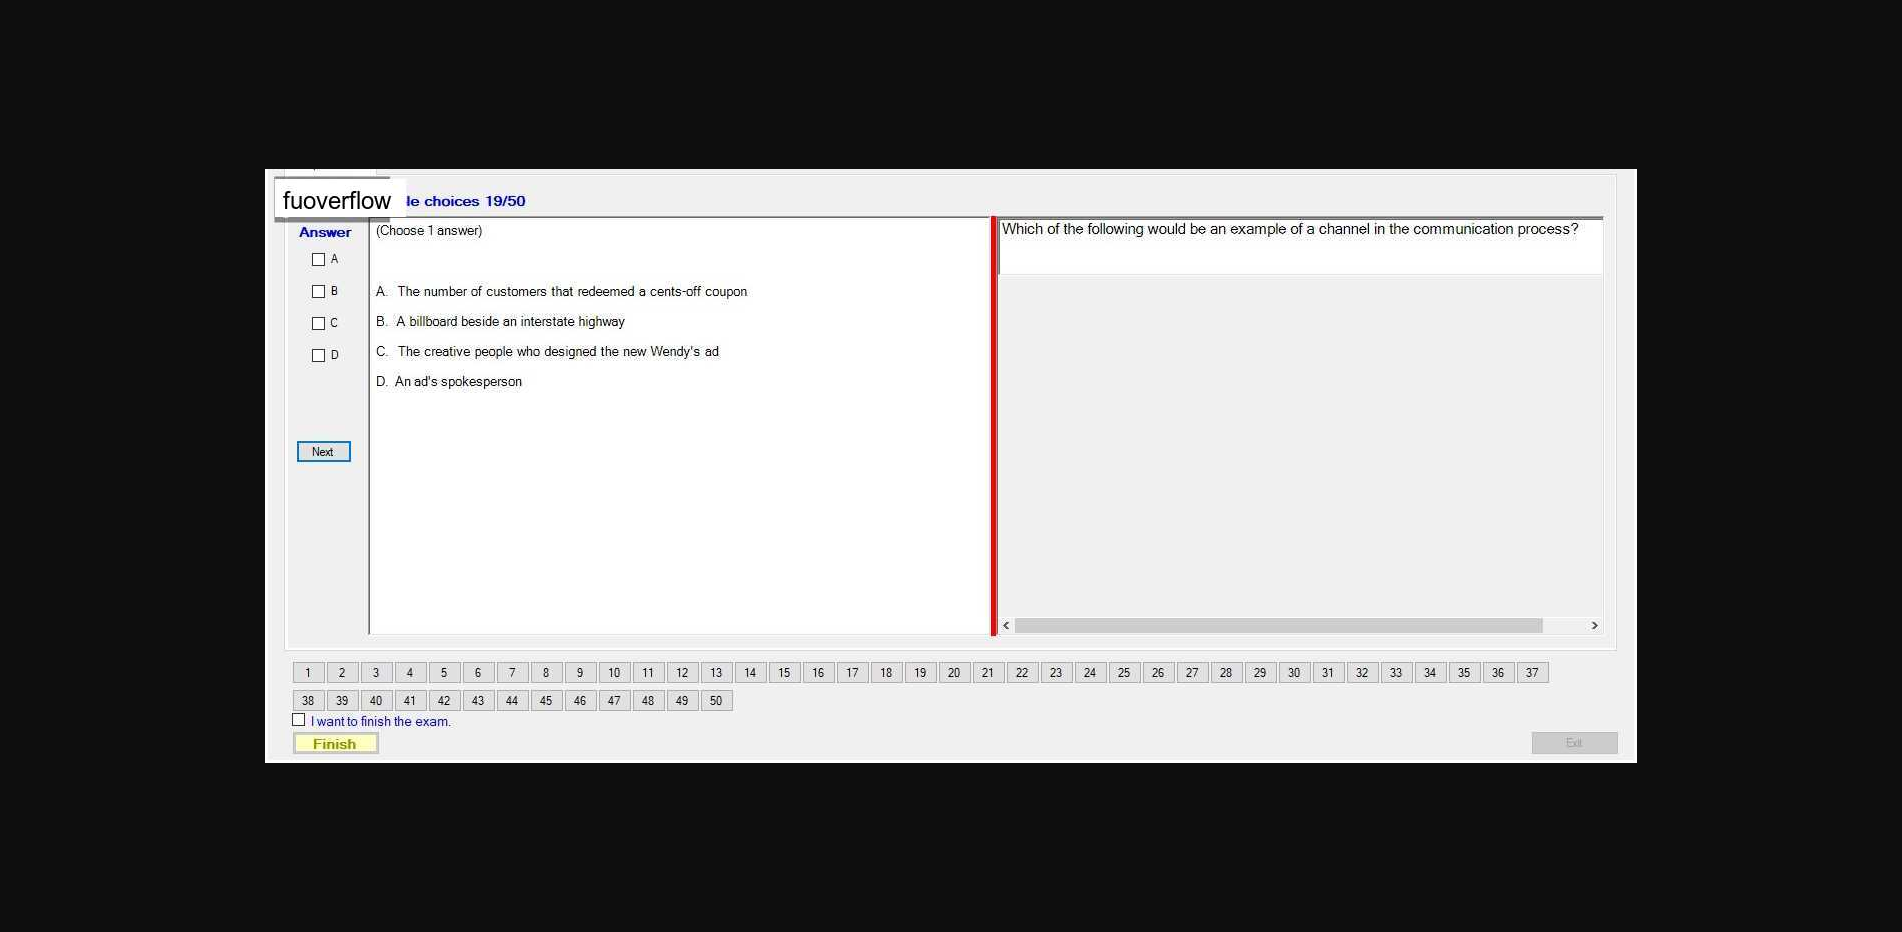 fuoverflow
le choices 19/50
Answer
(Choose 1 answer)
A
B
C
D
A. The number of customers that redeemed a cents-off coupon
B. A billboard beside an interstate highway
C. The creative people who designed the new Wendy's ad
D. An ad's spokesperson
Next
Which of the following would be an example of a channel in the communication process?
1 2 3 4 5 6 7 8 9 10 11 12 13 14 15 16 17 18 19 20 21 22 23 24 25 26 27 28 29 30 31 32 33 34 35 36 37
38 39 40 41 42 43 44 45 46 47 48 49 50
I want to finish the exam.
Finish
Exit